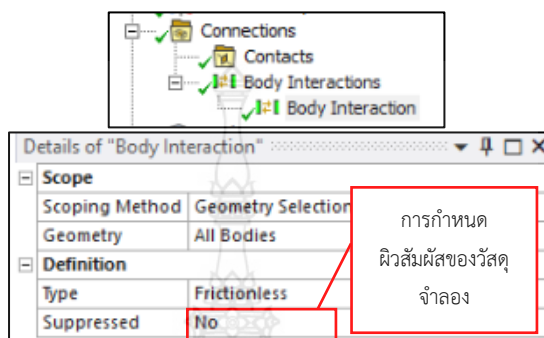 Connections
Contacts
Body Interactions
Body Interaction
Details of "Body Interaction"
Scope
Scoping Method Geometry Selection
Geometry All Bodies
Definition
Type Frictionless
Suppressed No
การกำหนด
ผิวสัมผัสของวัสดุ
จำลอง